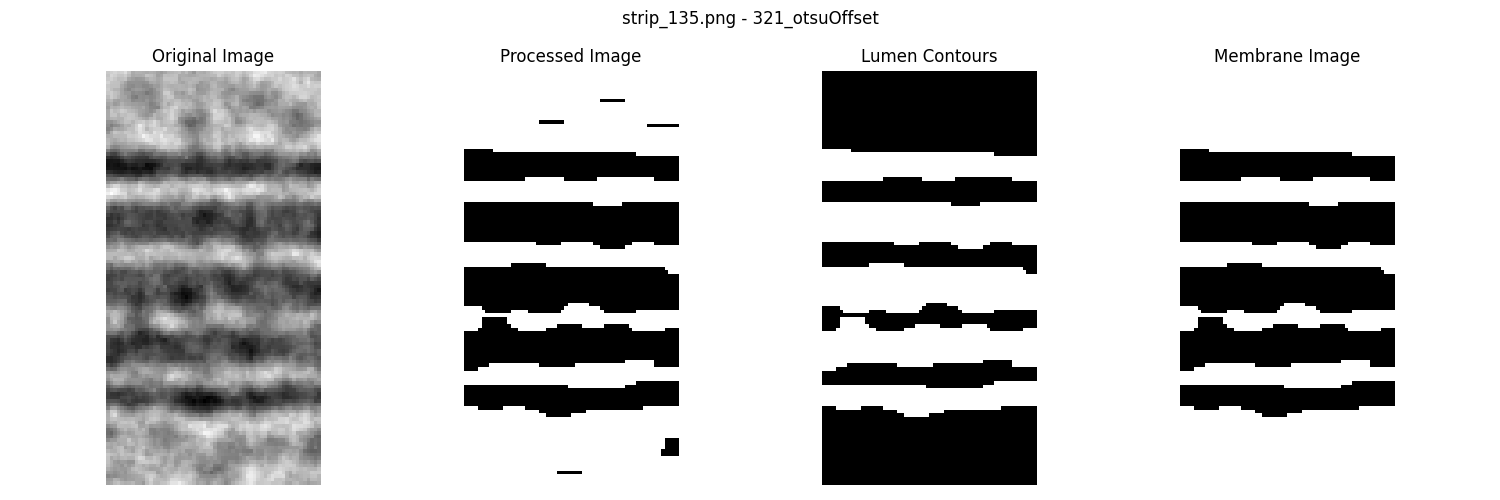 strip_135.png - 321_otsuOffset
Original Image
Processed Image
Lumen Contours
Membrane Image